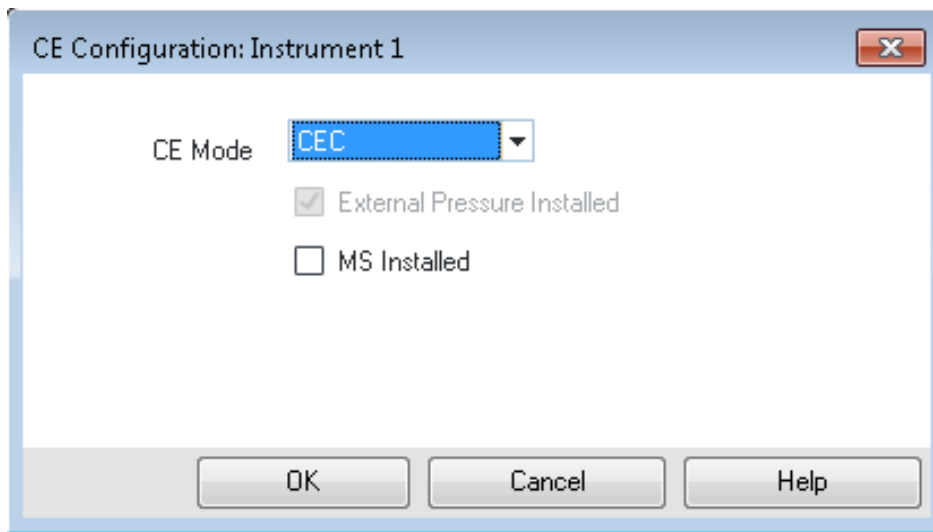 CE Configuration: Instrument 1
CE Mode CEC
External Pressure Installed
MS Installed
OK Cancel Help